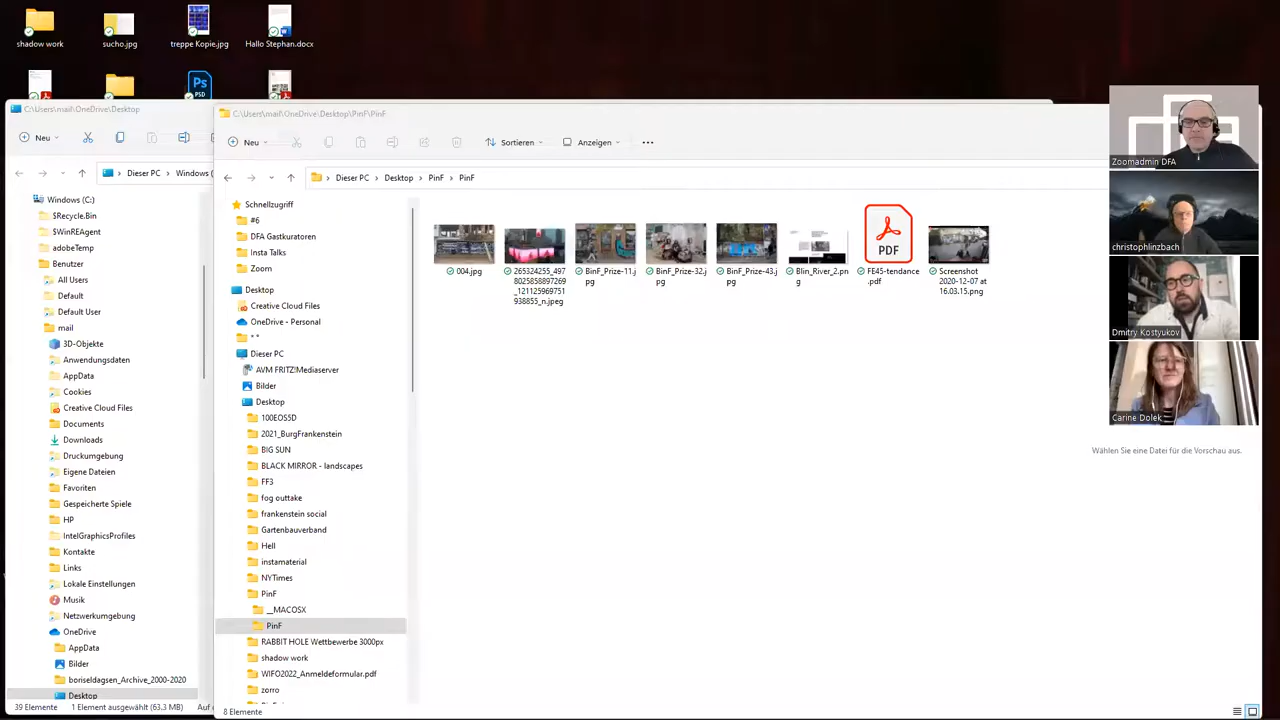 shadow work
sucho.jpg
treppe Kopie.jpg
Hallo Stephan.docx
Ps
PSD
C:\Users\mail\OneDrive\Desktop
Neu
Dieser PC
Windows (
Windows (C:)
$Recycle.Bin
$WinREAgent
adobeTemp
Benutzer
All Users
Default
Default User
mail
3D-Objekte
Anwendungsdaten
AppData
Cookies
Creative Cloud Files
Documents
Downloads
Druckumgebung
Eigene Dateien
Favoriten
Gespeicherte Spiele
HP
IntelGraphicsProfiles
Kontakte
Links
Lokale Einstellungen
Musik
Netzwerkumgebung
OneDrive
AppData
Bilder
boriseldagsen_Archive_2000-2020
Desktop
39 Elemente
1 Element ausgewählt (63.3 MB)
Auf
C:\Users\mail\OneDrive\Desktop\PinF\PinF
Neu
Sortieren
Anzeigen
Dieser PC
Desktop
PinF
PinF
Schnellzugriff
#6
DFA Gastkuratoren
Insta Talks
Zoom
Desktop
Creative Cloud Files
OneDrive - Personal
* *
Dieser PC
AVM FRITZ!Mediaserver
Bilder
Desktop
100EOS5D
2021_BurgFrankenstein
BIG SUN
BLACK MIRROR - landscapes
FF3
fog outtake
frankenstein social
Gartenbauverband
Hell
instamaterial
NYTimes
PinF
__MACOSX
PinF
RABBIT HOLE Wettbewerbe 3000px
shadow work
WIFO2022_Anmeldeformular.pdf
zorro
8 Elemente
004.jpg
265324255_497
8025858897269
_121125969751
938855_n.jpeg
BinF_Prize-11.j
pg
BinF_Prize-32.j
pg
BinF_Prize-43.j
pg
Blin_River_2.pn
g
PDF
FE45-tendance
.pdf
Screenshot
2020-12-07 at
16.03.15.png
Zoomadmin DFA
christophlinzbach
Dmitry Kostyukov
Carine Dolek
Wählen Sie eine Datei für die Vorschau aus.